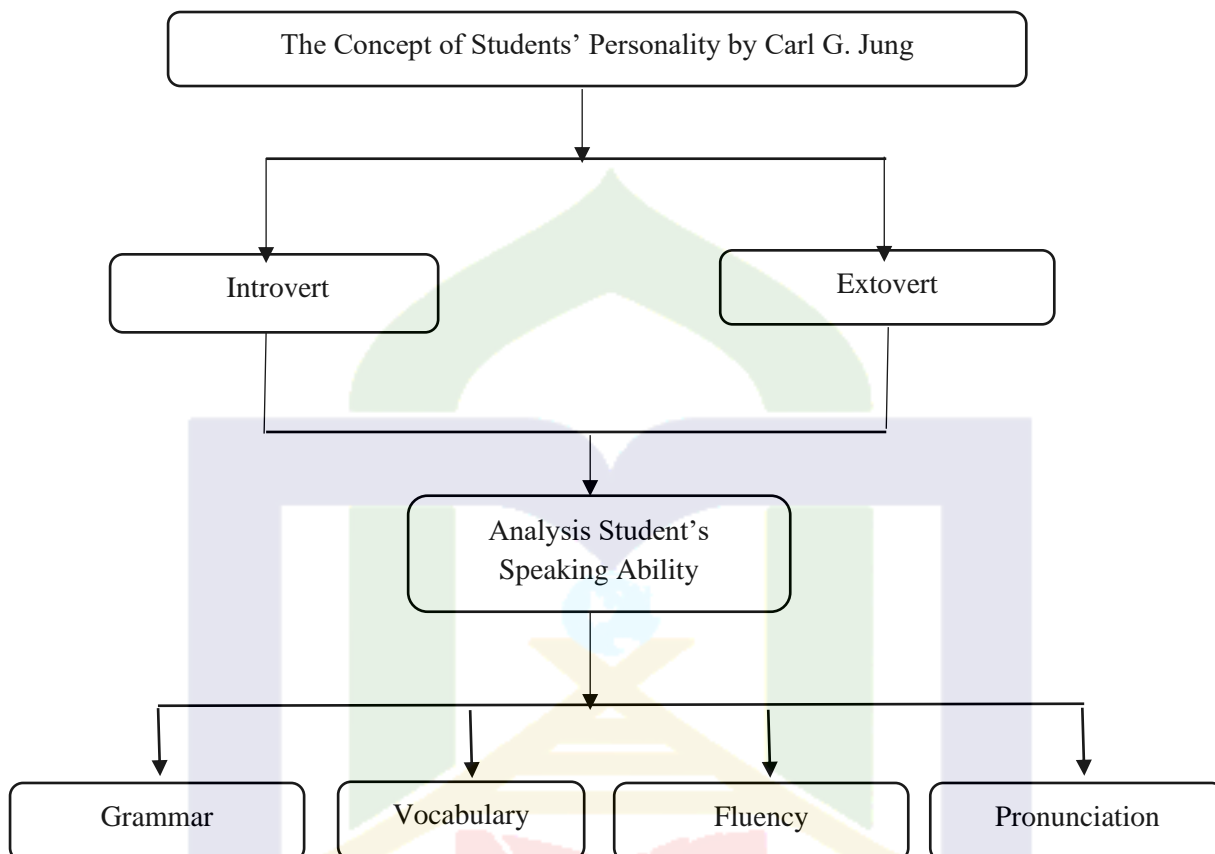 The Concept of Students’ Personality by Carl G. Jung
Introvert
Extovert
Analysis Student’s
Speaking Ability
Grammar
Vocabulary
Fluency
Pronunciation